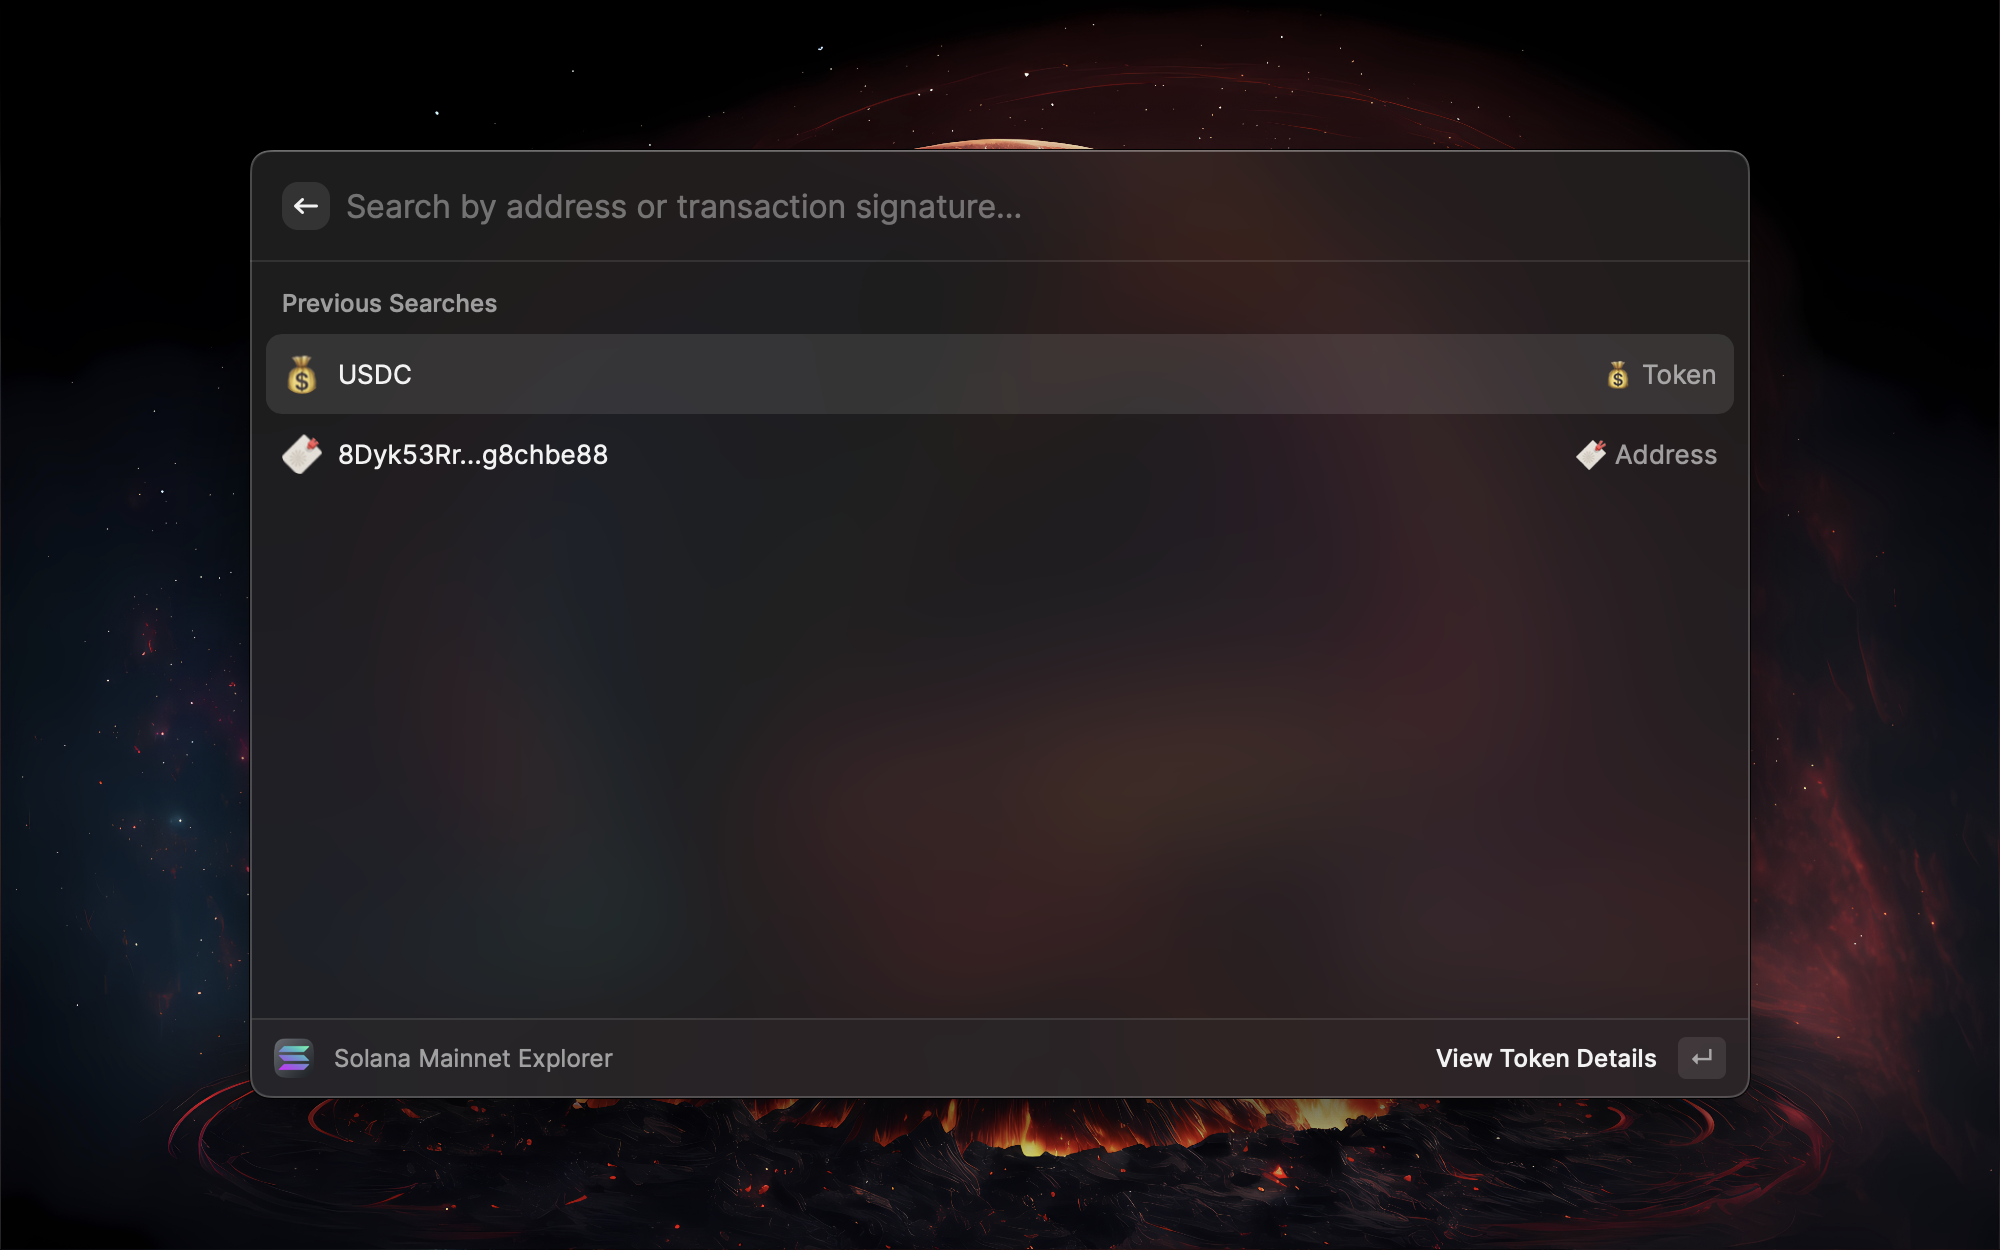 Search by address or transaction signature...
Previous Searches
USDC
Token
8Dyk53Rr...g8chbe88
Address
Solana Mainnet Explorer
View Token Details